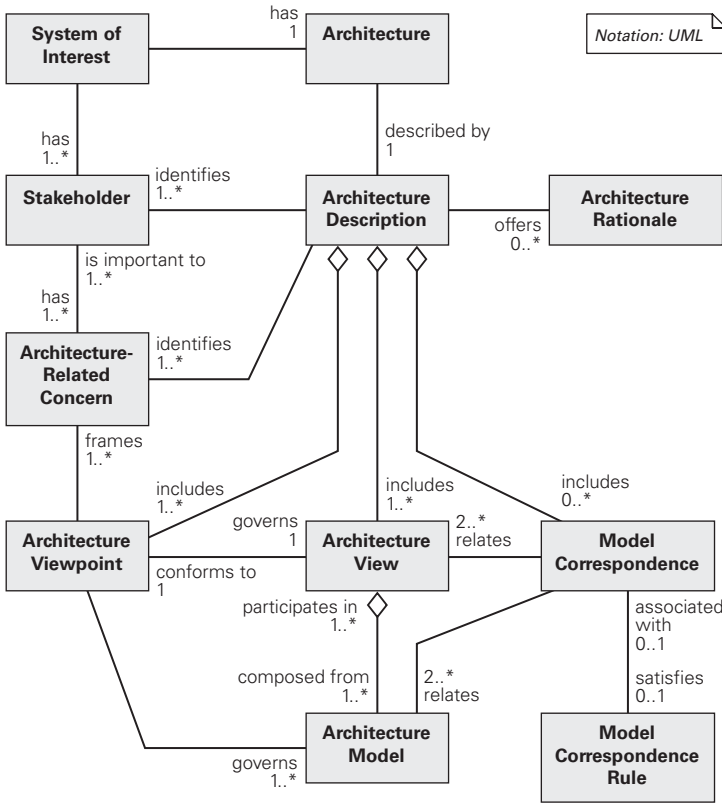 has
1
System of
Interest
Architecture
Notation: UML
described by
1
has
1..*
identifies
1..*
Stakeholder
Architecture
Description
Architecture
Rationale
offers
0..*
is important to
1..*
has
1..*
identifies
1..*
Architecture-
Related
Concern
frames
1..*
includes
1..*
includes
1..*
includes
0..*
governs
1
2..*
relates
Architecture
Viewpoint
Architecture
View
Model
Correspondence
conforms to
1
participates in
1..*
associated
with
0..1
composed from
1..*
2..*
relates
satisfies
0..1
Architecture
Model
Model
Correspondence
Rule
governs
1..*